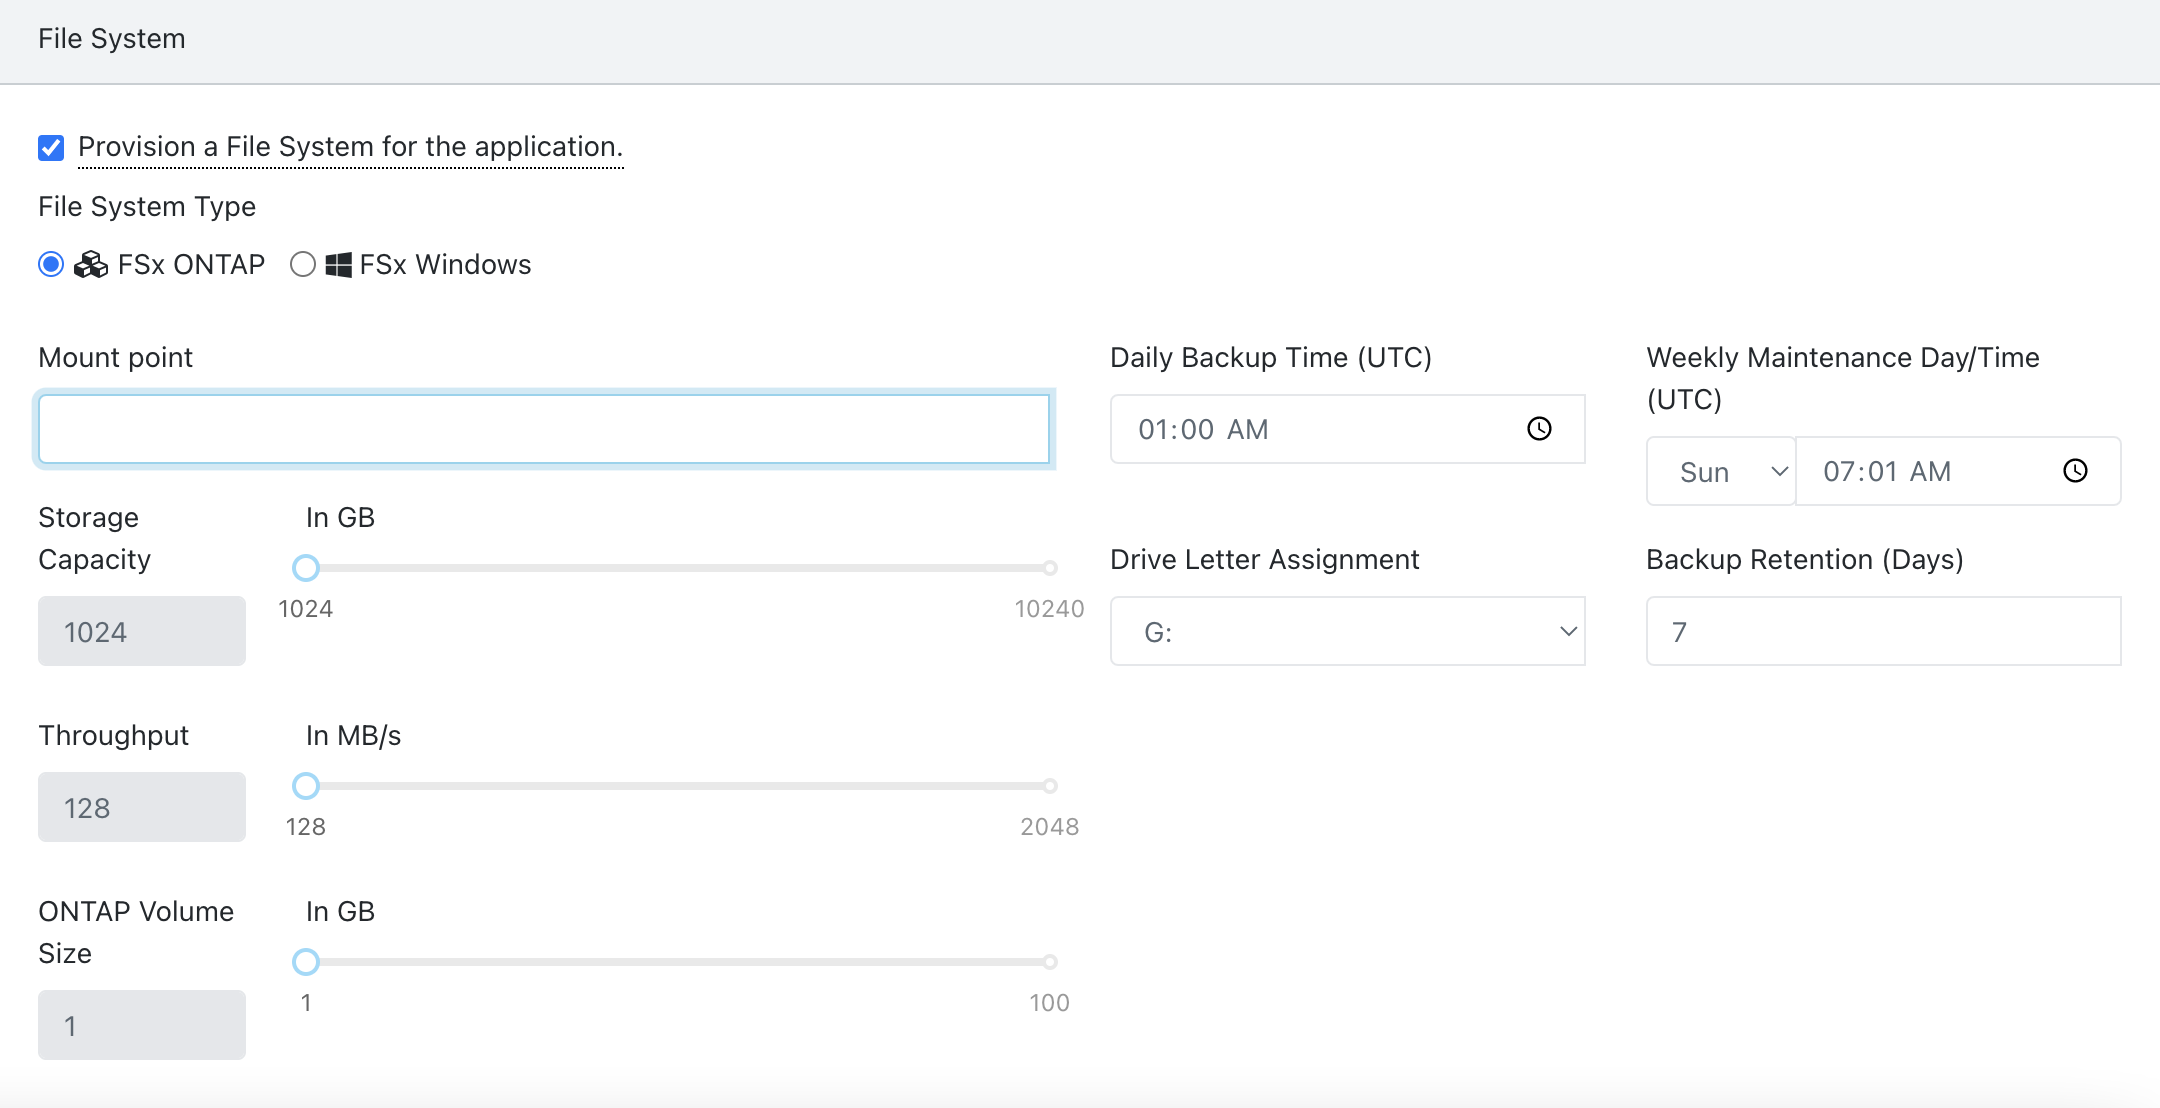 File System
Provision a File System for the application.
File System Type
FSx ONTAP
FSx Windows
Mount point
Daily Backup Time (UTC)
01:00 AM
Weekly Maintenance Day/Time
(UTC)
Sun
07:01 AM
Storage
Capacity
In GB
1024
1024
10240
Drive Letter Assignment
G:
Backup Retention (Days)
7
Throughput
In MB/s
128
128
2048
ONTAP Volume
Size
In GB
1
1
100